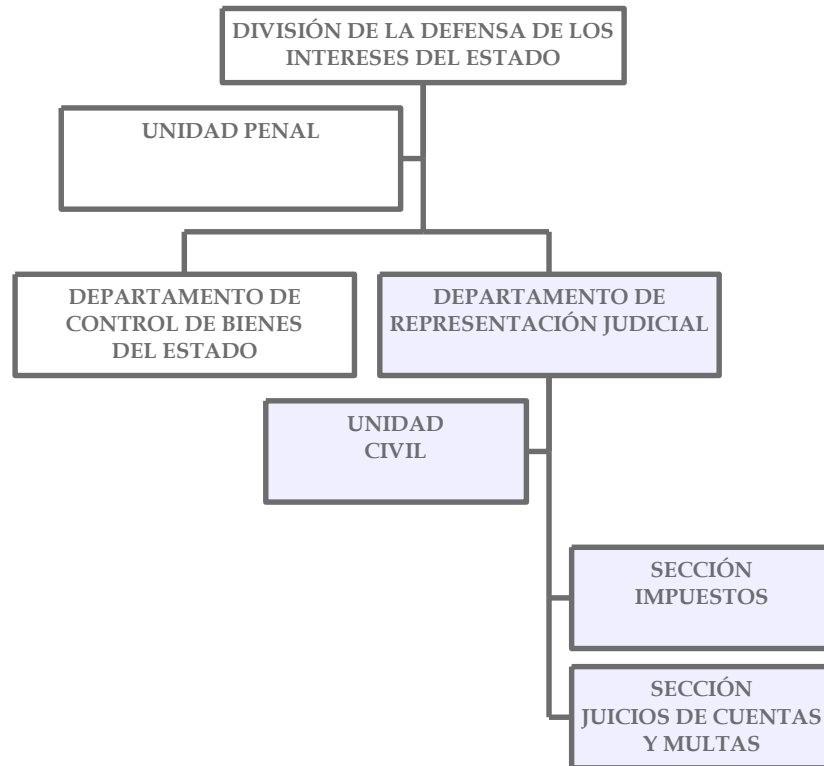 DIVISIÓN DE LA DEFENSA DE LOS
INTERESES DEL ESTADO
UNIDAD PENAL
DEPARTAMENTO DE
CONTROL DE BIENES
DEL ESTADO
DEPARTAMENTO DE
REPRESENTACIÓN JUDICIAL
UNIDAD
CIVIL
SECCIÓN
IMPUESTOS
SECCIÓN
JUICIOS DE CUENTAS
Y MULTAS